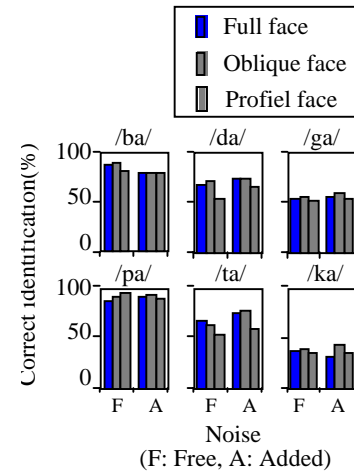 Full face
Oblique face
Profiel face
/ba/ /da/ /ga/
100
50
0
/pa/ /ta/ /ka/
100
50
0
Correct identification(%)
F A F A F A
Noise
(F: Free, A: Added)